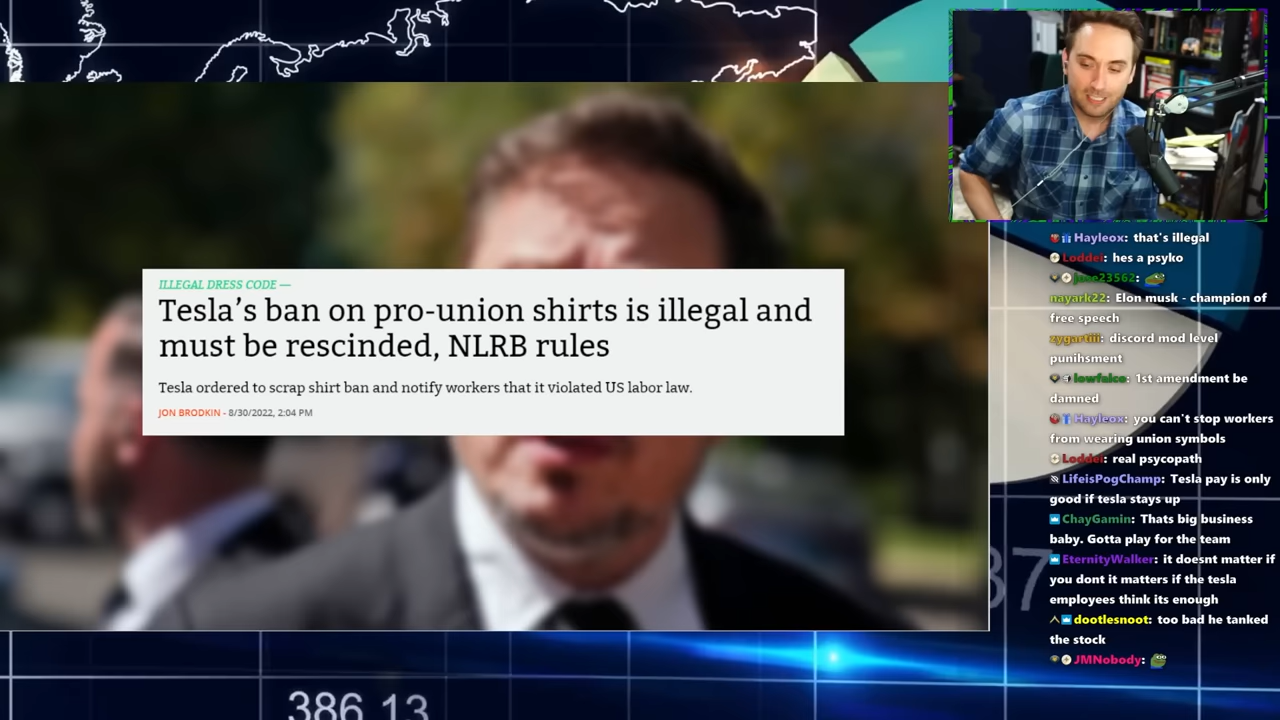 ILLEGAL DRESS CODE —
Tesla’s ban on pro-union shirts is illegal and
must be rescinded, NLRB rules
Tesla ordered to scrap shirt ban and notify workers that it violated US labor law.
JON BRODKIN - 8/30/2022, 2:04 PM
Hayleox: that's illegal
Loddei: hes a psyko
nayark22: Elon musk - champion of
free speech
zygartiii: discord mod level
punihsment
lowfalco: 1st amendment be
damned
Hayleox: you can't stop workers
from wearing union symbols
Loddei: real psycopath
LifeisPogChamp: Tesla pay is only
good if tesla stays up
ChayGamin: Thats big business
baby. Gotta play for the team
EternityWalker: it doesnt matter if
you dont it matters if the tesla
employees think its enough
dootlesnoot: too bad he tanked
the stock
JMNobody:
37
386.13